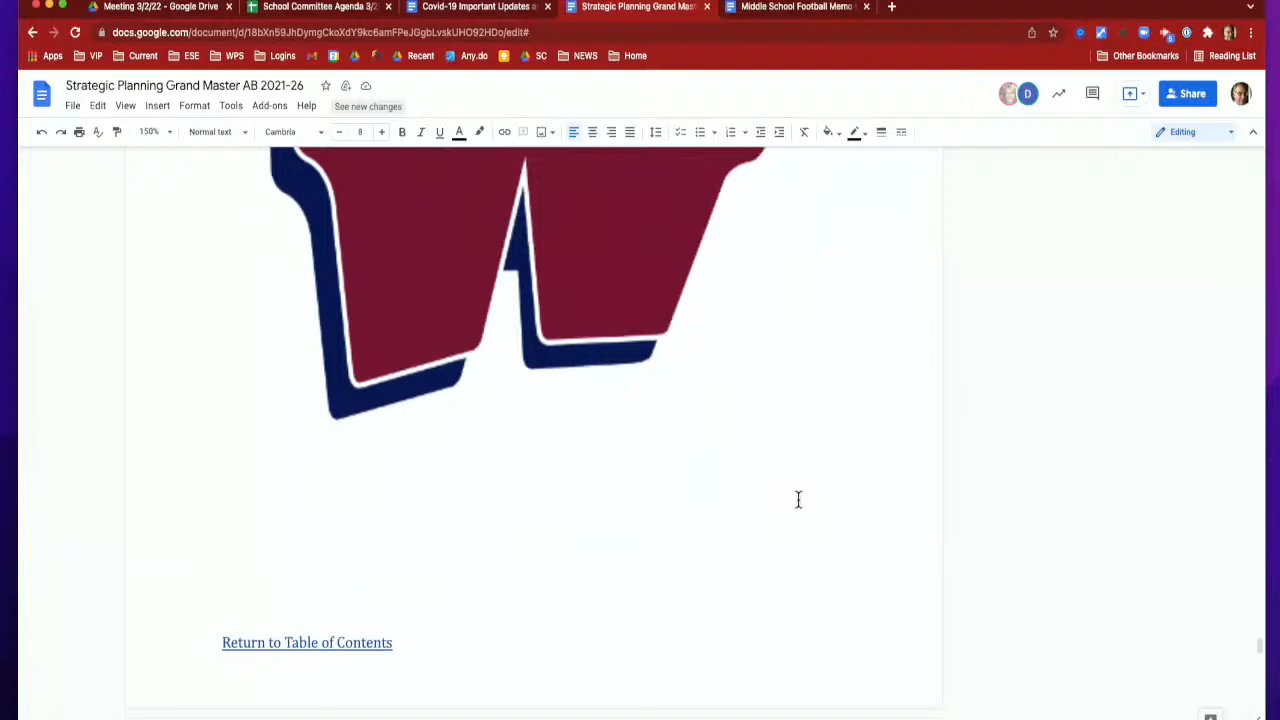 Meeting 3/2/22 - Google Drive
School Committee Agenda 3/2
Covid-19 Important Updates a
Strategic Planning Grand Mast
Middle School Football Memo
docs.google.com/document/d/18bXn59JhDymgCkoXdY9kc6amFPeJGgbLvskUHO92HDo/edit#
Apps VIP Current ESE WPS Logins Recent Any.do SC NEWS Home Other Bookmarks Reading List
Strategic Planning Grand Master AB 2021-26
File Edit View Insert Format Tools Add-ons Help See new changes
D
Share
150% Normal text Cambria 8 B I U A Editing
Return to Table of Contents